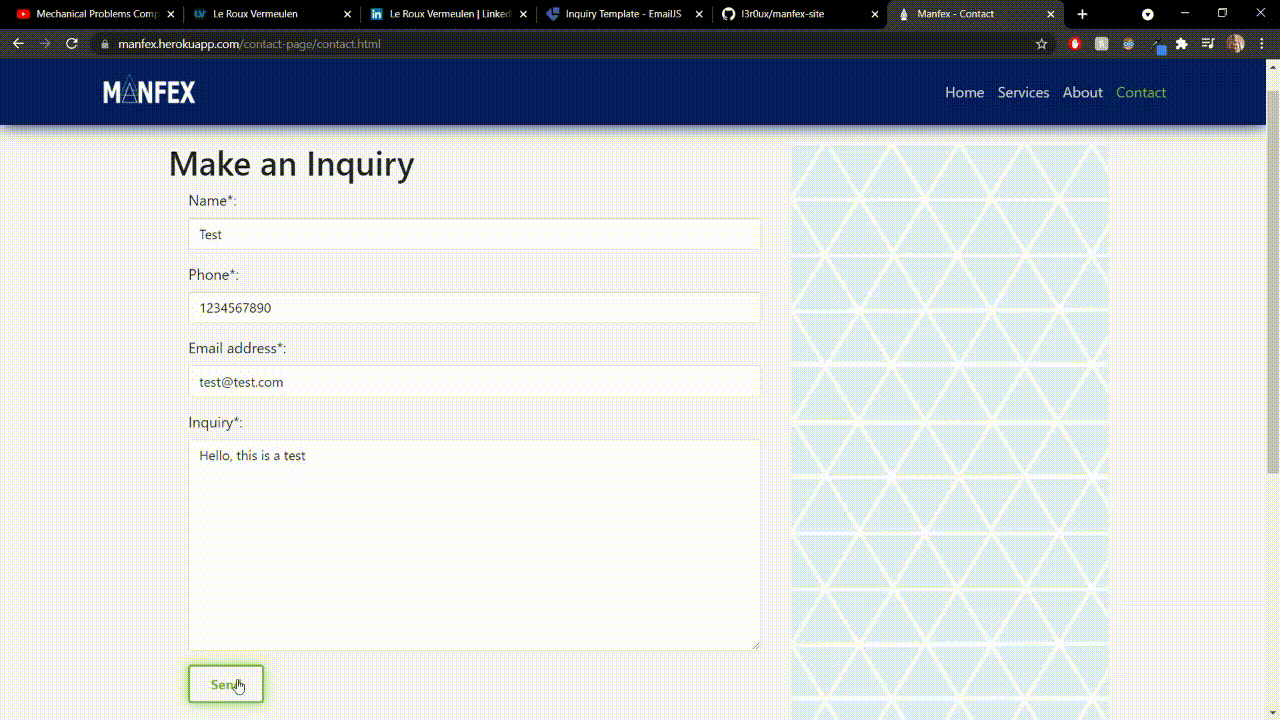 Mechanical Problems Comp
Le Roux Vermeulen
Le Roux Vermeulen | Linked
Inquiry Template - EmailJS
l3r0ux/manfex-site
Manfex - Contact
manfex.herokuapp.com/contact-page/contact.html
MANFEX
Home
Services
About
Contact
Make an Inquiry
Name*:
Test
Phone*:
1234567890
Email address*:
test@test.com
Inquiry*:
Hello, this is a test
Send